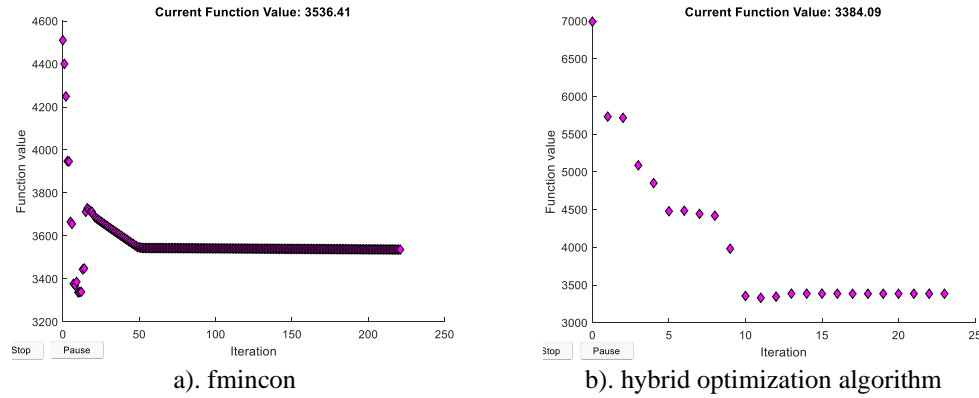 Current Function Value: 3536.41
4600
4400
4200
4000
3800
3600
3400
3200
Function value
0
50
100
150
200
250
Iteration
Stop
Pause
a). fmincon
Current Function Value: 3384.09
7000
6500
6000
5500
5000
4500
4000
3500
3000
Function value
0
5
10
15
20
25
Iteration
Stop
Pause
b). hybrid optimization algorithm